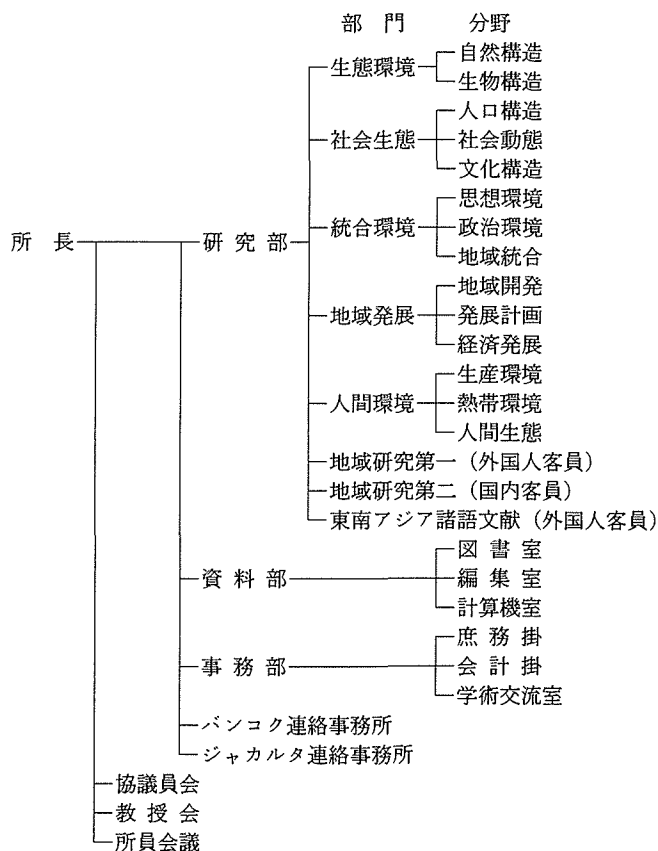 部 門 分野
自然構造
生態環境
生物構造
人口構造
社会生態 社会動態
文化構造
思想環境
統合環境 政治環境
所 長 研究部
地域統合
地域開発
地域発展 発展計画
経済発展
生産環境
人間環境 熱帯環境
人間生態
地域研究第一（外国人客員）
地域研究第二（国内客員）
東南アジア諸語文献（外国人客員）
図書室
資料部 編集室
計算機室
庶務掛
事務部 会計掛
学術交流室
バンコク連絡事務所
ジャカルタ連絡事務所
協議員会
教授会
所員会議